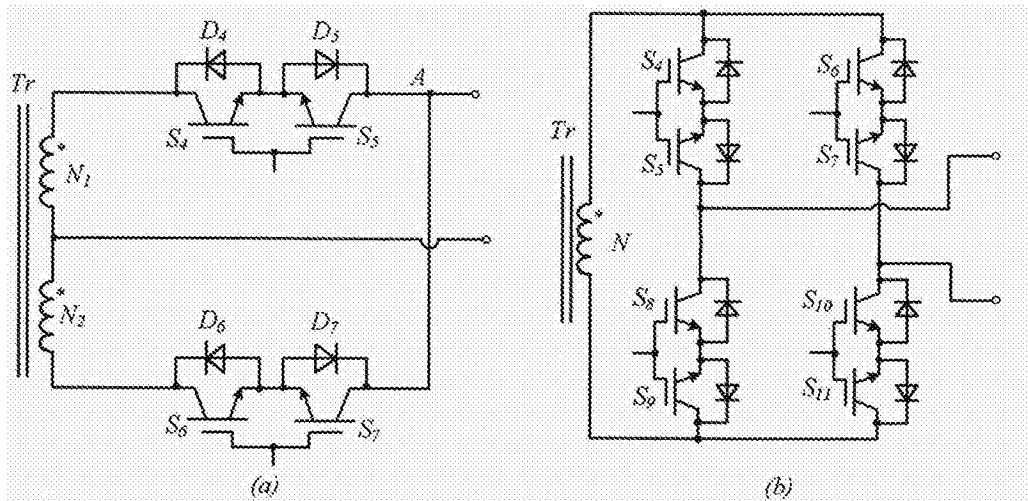 D4 D5
A
Tr
S4 S5
* N1
* N2
D6 D7
S6 S7
(a)
S4 S6
S5 S7
Tr
* N
S8 S10
S9 S11
(b)